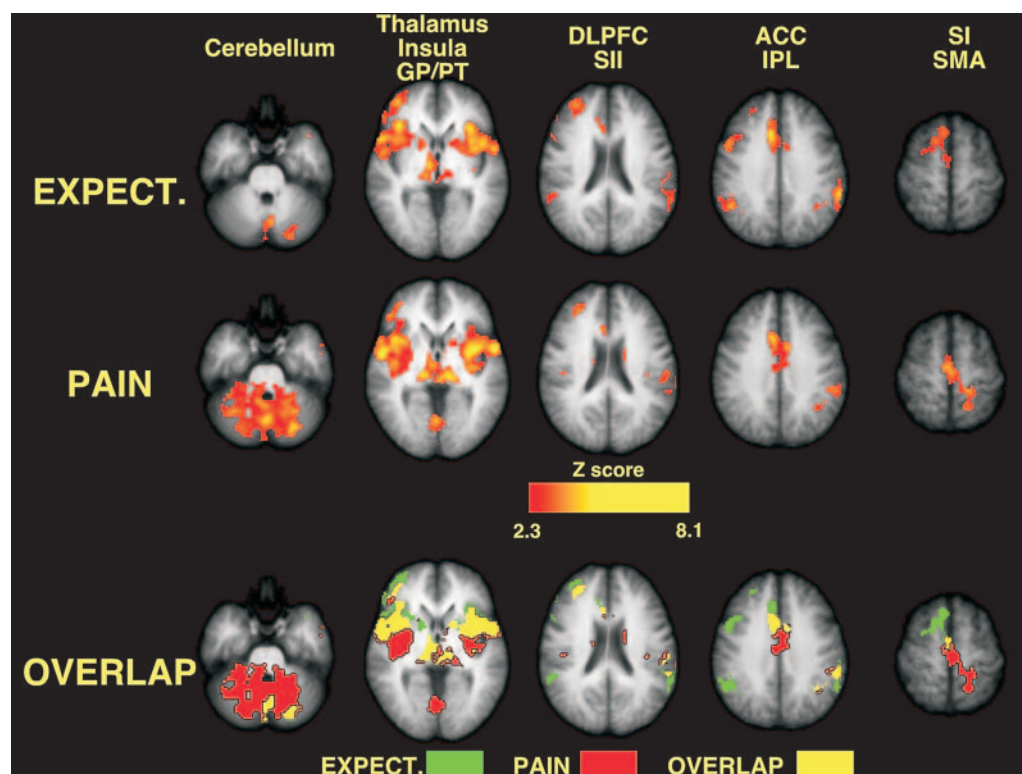 Cerebellum
Thalamus
Insula
GP/PT
DLPFC
SII
ACC
IPL
SI
SMA
EXPECT.
PAIN
Z score
2.3 8.1
OVERLAP
EXPECT. PAIN OVERLAP